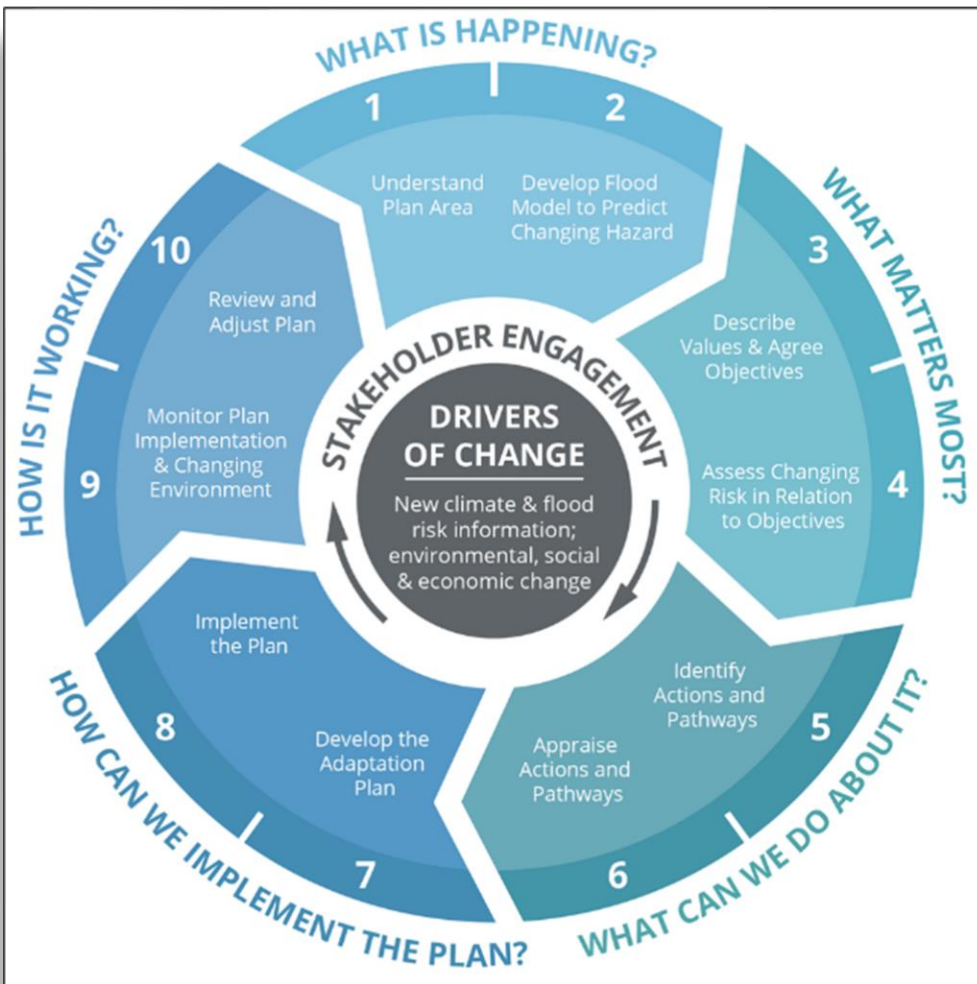 WHAT IS HAPPENING?
1
Understand
Plan Area
2
Develop Flood
Model to Predict
Changing Hazard
WHAT MATTERS MOST?
3
Describe
Values & Agree
Objectives
4
Assess Changing
Risk in Relation
to Objectives
WHAT CAN WE DO ABOUT IT?
5
Identify
Actions and
Pathways
6
Appraise
Actions and
Pathways
HOW CAN WE IMPLEMENT THE PLAN?
7
Develop the
Adaptation
Plan
8
Implement
the Plan
HOW IS IT WORKING?
9
Monitor Plan
Implementation
& Changing
Environment
10
Review and
Adjust Plan
STAKEHOLDER ENGAGEMENT
DRIVERS
OF CHANGE
New climate & flood
risk information;
environmental, social
& economic change